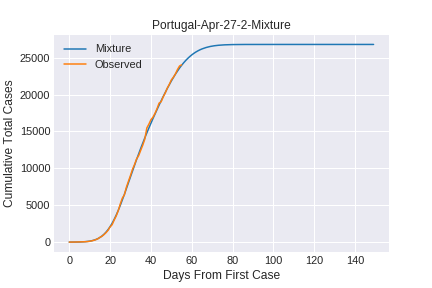 Portugal-Apr-27-2-Mixture
Mixture
Observed
Cumulative Total Cases
25000
20000
15000
10000
5000
0
0 20 40 60 80 100 120 140
Days From First Case